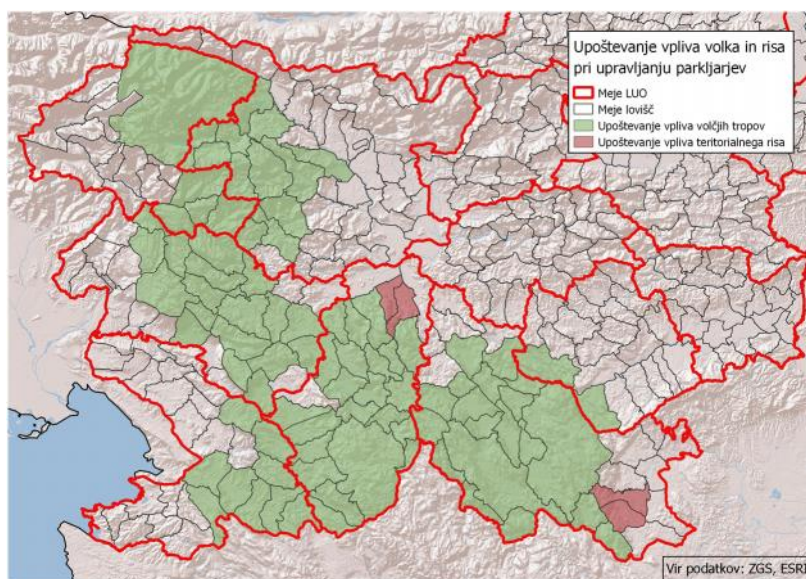 Upoštevanje vpliva volka in risa
pri upravljanju parkljarjev
Meje LUO
Meje lovišč
Upoštevanje vpliva volčjih tropov
Upoštevanje vpliva teritorialnega risa
Vir podatkov: ZGS, ESRI